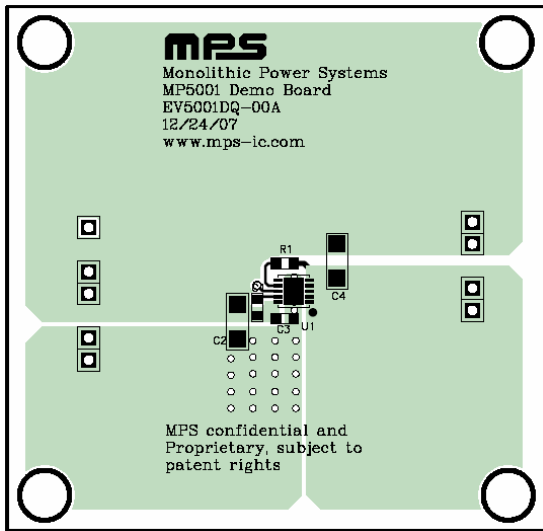 MPS
Monolithic Power Systems
MP5001 Demo Board
EV5001DQ-00A
12/24/07
www.mps-ic.com
R1
C4
C2
C3
U1
MPS confidential and
Proprietary, subject to
patent rights